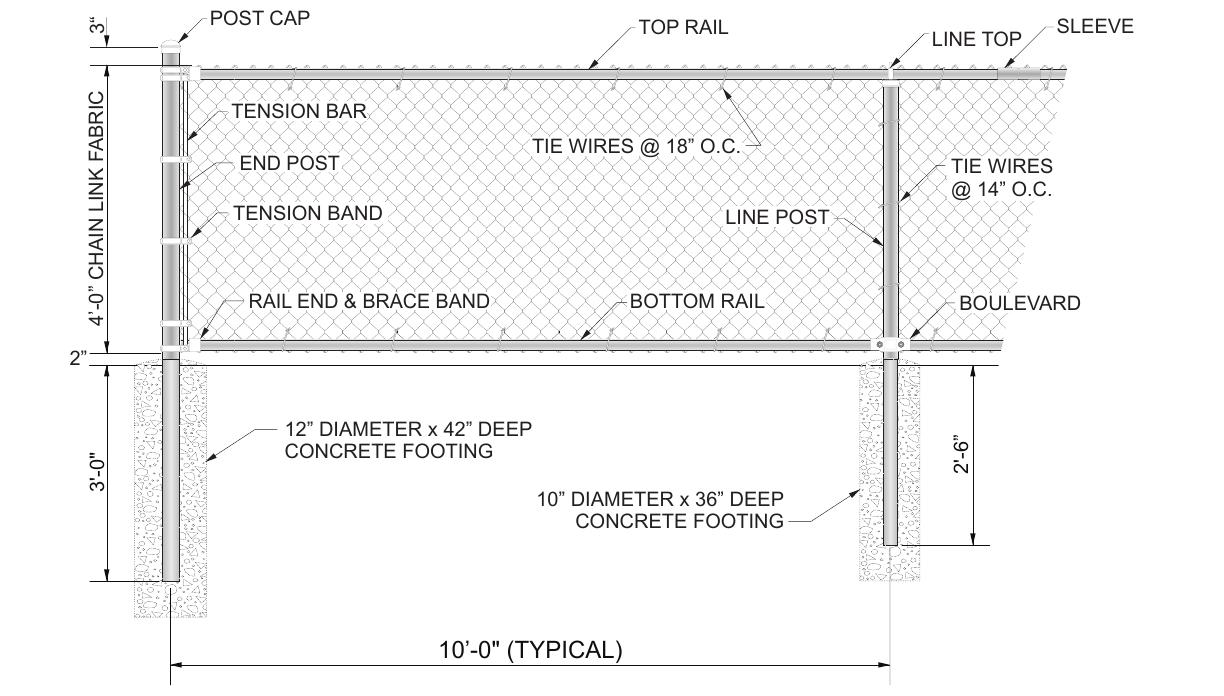 3“
POST CAP
TOP RAIL
LINE TOP
SLEEVE
4’-0” CHAIN LINK FABRIC
TENSION BAR
TIE WIRES @ 18” O.C.
END POST
TIE WIRES
@ 14” O.C.
TENSION BAND
LINE POST
RAIL END & BRACE BAND
BOTTOM RAIL
BOULEVARD
2”
12” DIAMETER x 42” DEEP
CONCRETE FOOTING
3'-0"
2'-6”
10” DIAMETER x 36” DEEP
CONCRETE FOOTING
10’-0" (TYPICAL)